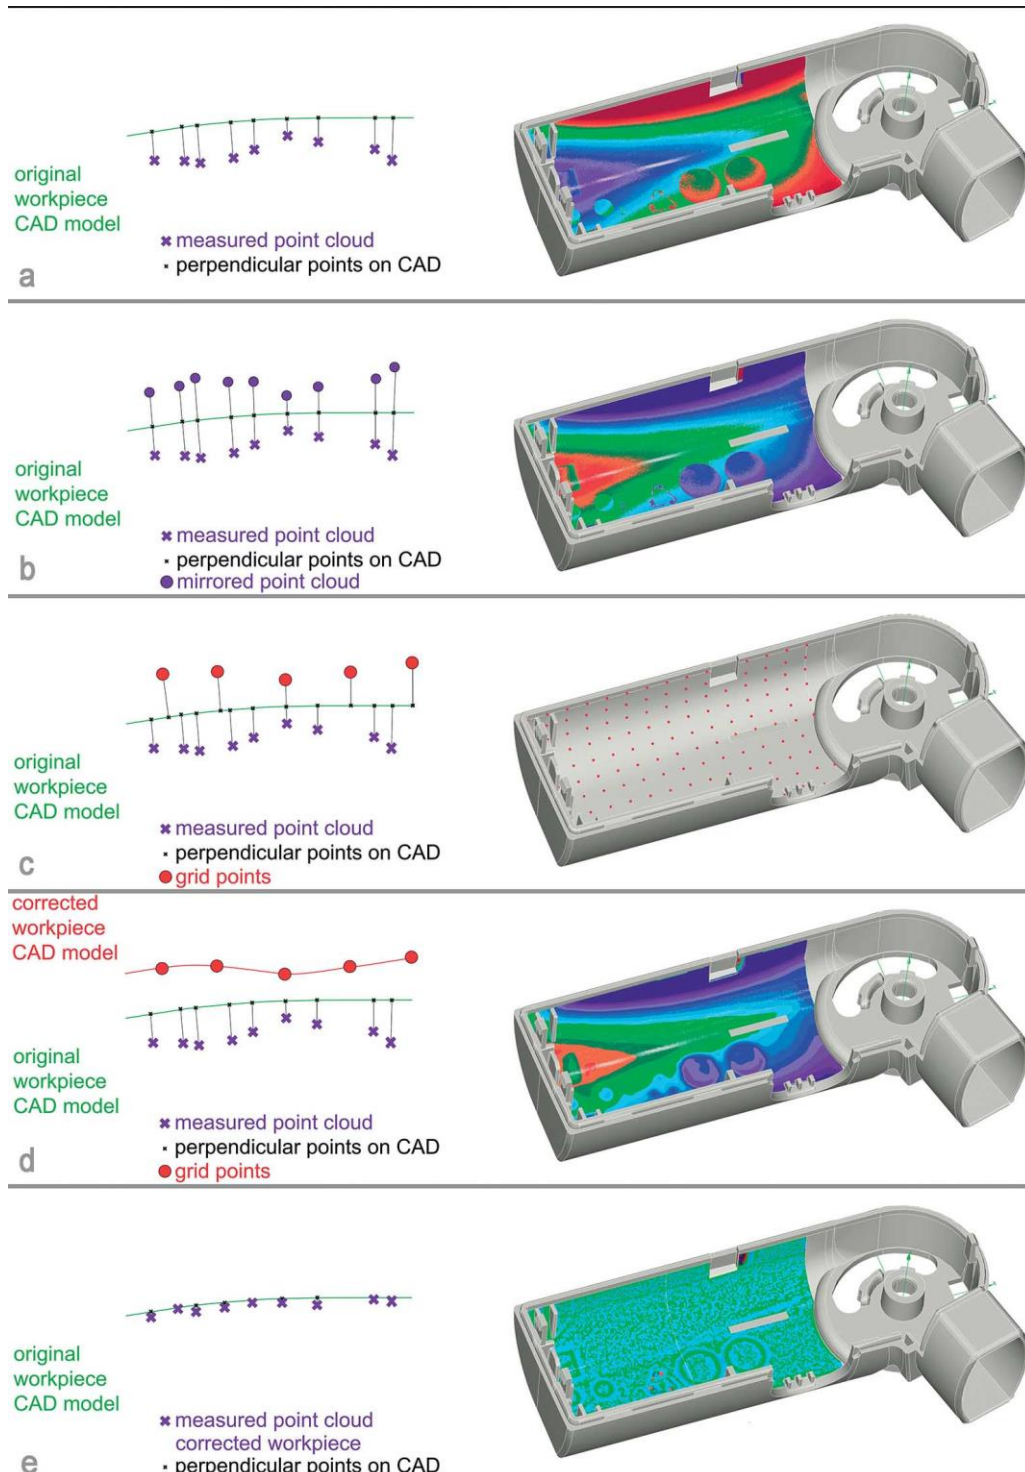 original
workpiece
CAD model
measured point cloud
perpendicular points on CAD
a
original
workpiece
CAD model
measured point cloud
perpendicular points on CAD
mirrored point cloud
b
original
workpiece
CAD model
measured point cloud
perpendicular points on CAD
grid points
c
corrected
workpiece
CAD model
original
workpiece
CAD model
measured point cloud
perpendicular points on CAD
grid points
d
original
workpiece
CAD model
measured point cloud
corrected workpiece
perpendicular points on CAD
e